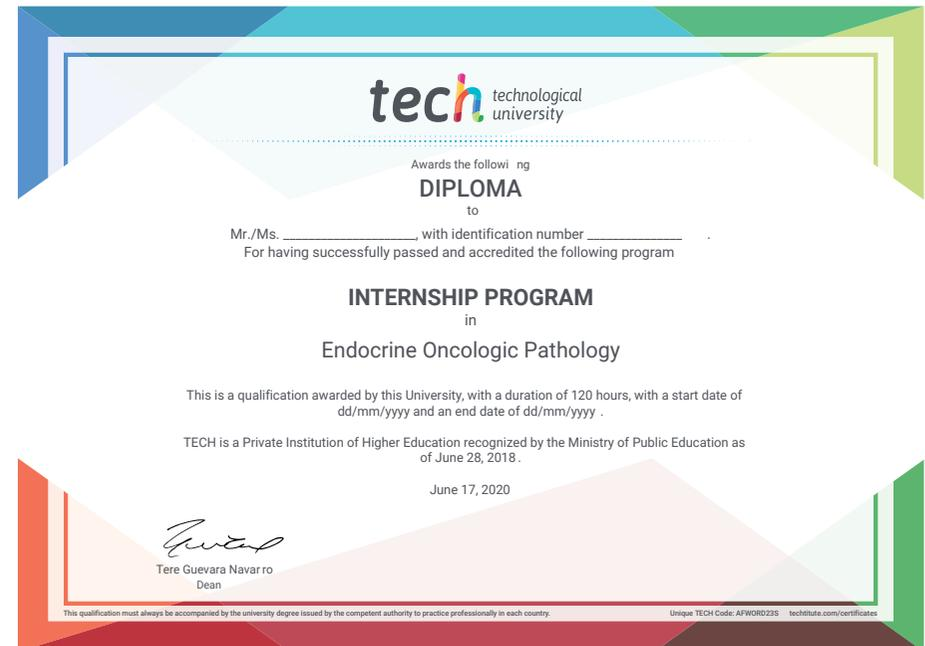 tech technological
university
Awards the followi ng
DIPLOMA
to
Mr./Ms. _____________________, with identification number _______________ .
For having successfully passed and accredited the following program
INTERNSHIP PROGRAM
in
Endocrine Oncologic Pathology
This is a qualification awarded by this University, with a duration of 120 hours, with a start date of
dd/mm/yyyy and an end date of dd/mm/yyyy .
TECH is a Private Institution of Higher Education recognized by the Ministry of Public Education as
of June 28, 2018 .
June 17, 2020
Tere Guevara Navar ro
Dean
This qualification must always be accompanied by the university degree issued by the competent authority to practice professionally in each country.
Unique TECH Code: AFWORD23S techtitute.com/certificates